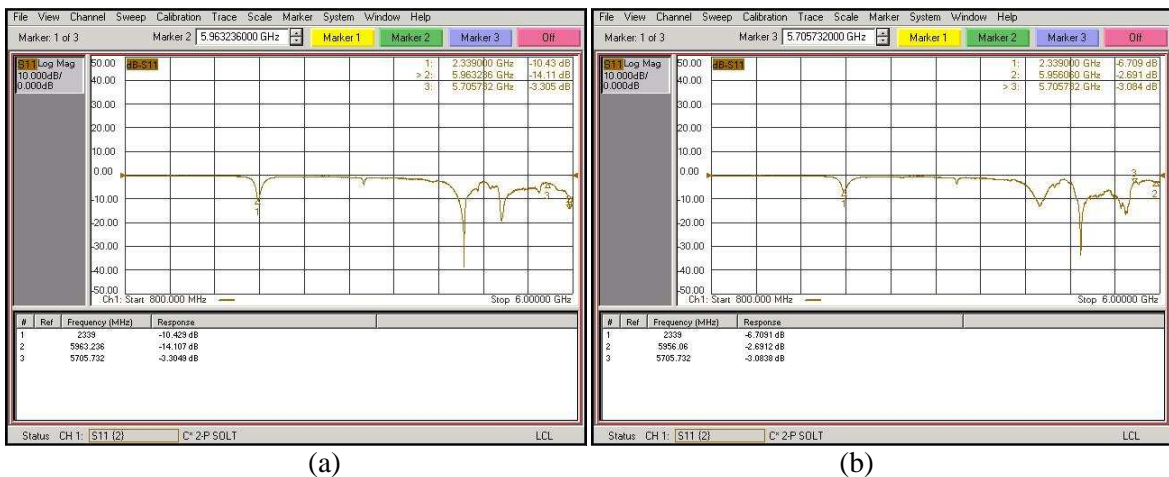 File View Channel Sweep Calibration Trace Scale Marker System Window Help
Marker: 1 of 3 Marker 2 5.963236000 GHz Marker 1 Marker 2 Marker 3 Off
S11 Log Mag
10.000dB/
0.000dB
50.00 dB-S11
40.00
30.00
20.00
10.00
0.00
-10.00
-20.00
-30.00
-40.00
-50.00
1: 2.339000 GHz -10.43 dB
> 2: 5.963236 GHz -14.11 dB
3: 5.705732 GHz -3.305 dB
1
3
Ch1: Start 800.000 MHz Stop 6.00000 GHz
# Ref Frequency (MHz) Response
1 2339 -10.429 dB
2 5963.236 -14.107 dB
3 5705.732 -3.3049 dB
Status CH 1: S11 {2} C* 2-P SOLT LCL
(a)
File View Channel Sweep Calibration Trace Scale Marker System Window Help
Marker: 1 of 3 Marker 3 5.705732000 GHz Marker 1 Marker 2 Marker 3 Off
S11 Log Mag
10.000dB/
0.000dB
50.00 dB-S11
40.00
30.00
20.00
10.00
0.00
-10.00
-20.00
-30.00
-40.00
-50.00
1: 2.339000 GHz -6.709 dB
2: 5.956060 GHz -2.691 dB
> 3: 5.705732 GHz -3.084 dB
1
3
2
Ch1: Start 800.000 MHz Stop 6.00000 GHz
# Ref Frequency (MHz) Response
1 2339 -6.7091 dB
2 5956.06 -2.6912 dB
3 5705.732 -3.0838 dB
Status CH 1: S11 {2} C* 2-P SOLT LCL
(b)